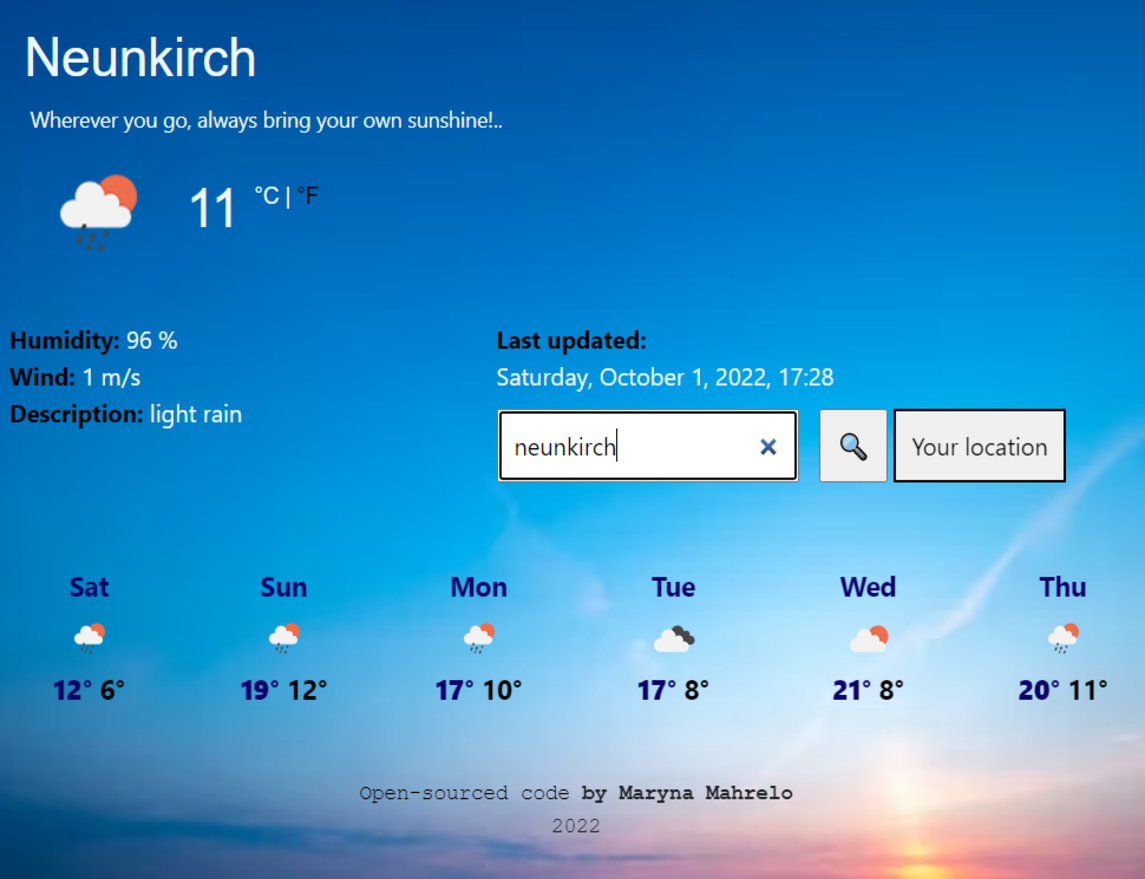 Neunkirch
Wherever you go, always bring your own sunshine!..
11 °C | °F
Humidity: 96 %
Wind: 1 m/s
Description: light rain
Last updated:
Saturday, October 1, 2022, 17:28
neunkirch
Your location
Sat Sun Mon Tue Wed Thu
12° 6° 19° 12° 17° 10° 17° 8° 21° 8° 20° 11°
Open-sourced code by Maryna Mahrelo
2022